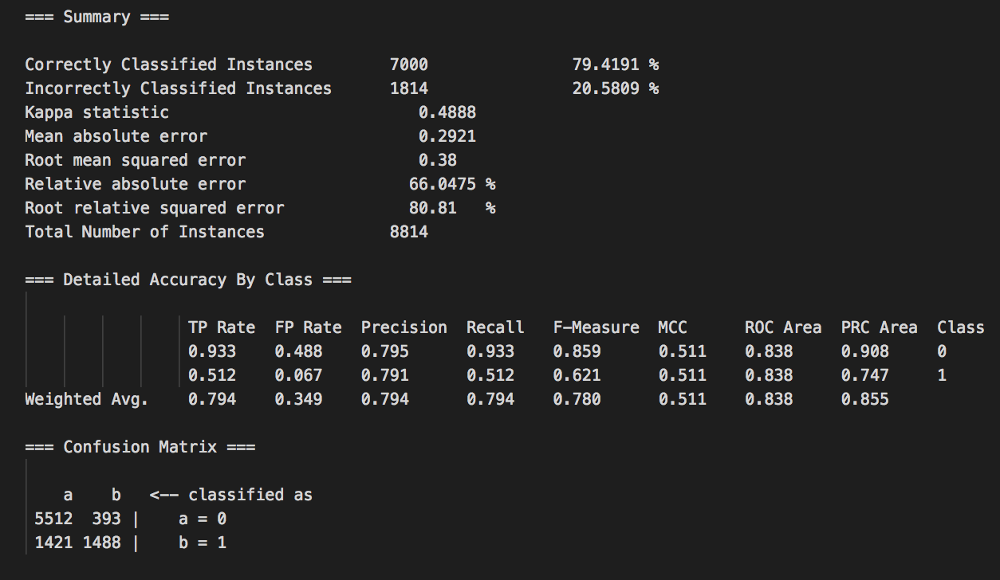 === Summary ===
Correctly Classified Instances 7000 79.4191 %
Incorrectly Classified Instances 1814 20.5809 %
Kappa statistic 0.4888
Mean absolute error 0.2921
Root mean squared error 0.38
Relative absolute error 66.0475 %
Root relative squared error 80.81 %
Total Number of Instances 8814
=== Detailed Accuracy By Class ===
TP Rate FP Rate Precision Recall F-Measure MCC ROC Area PRC Area Class
0.933 0.488 0.795 0.933 0.859 0.511 0.838 0.908 0
0.512 0.067 0.791 0.512 0.621 0.511 0.838 0.747 1
Weighted Avg. 0.794 0.349 0.794 0.794 0.780 0.511 0.838 0.855
=== Confusion Matrix ===
a b <-- classified as
5512 393 | a = 0
1421 1488 | b = 1